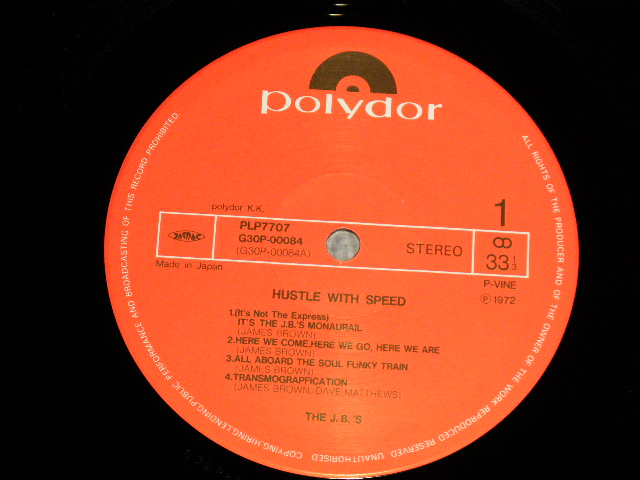 polydor
polydor K.K.
PLP7707
G30P-00084
(G30P-00084A)
STEREO
1
33 1/3
Made in Japan
P-VINE
Ⓟ1972
HUSTLE WITH SPEED
1.(It's Not The Express)
IT'S THE J.B.'S MONAURAIL
(JAMES BROWN)
2.HERE WE COME,HERE WE GO, HERE WE ARE
(JAMES BROWN)
3.ALL ABOARD THE SOUL FUNKY TRAIN
(JAMES BROWN)
4.TRANSMOGRAPFICATION
(JAMES BROWN, DAVE MATTHEWS)
THE J.B.'S
ALL RIGHTS OF THE PRODUCER AND OF THE OWNER OF THE WORK REPRODUCED RESERVED UNAUTHORISED COPYING,HIRING,LENDING,PUBLIC PERFORMANCE AND BROADCASTING OF THIS RECORD PROHIBITED